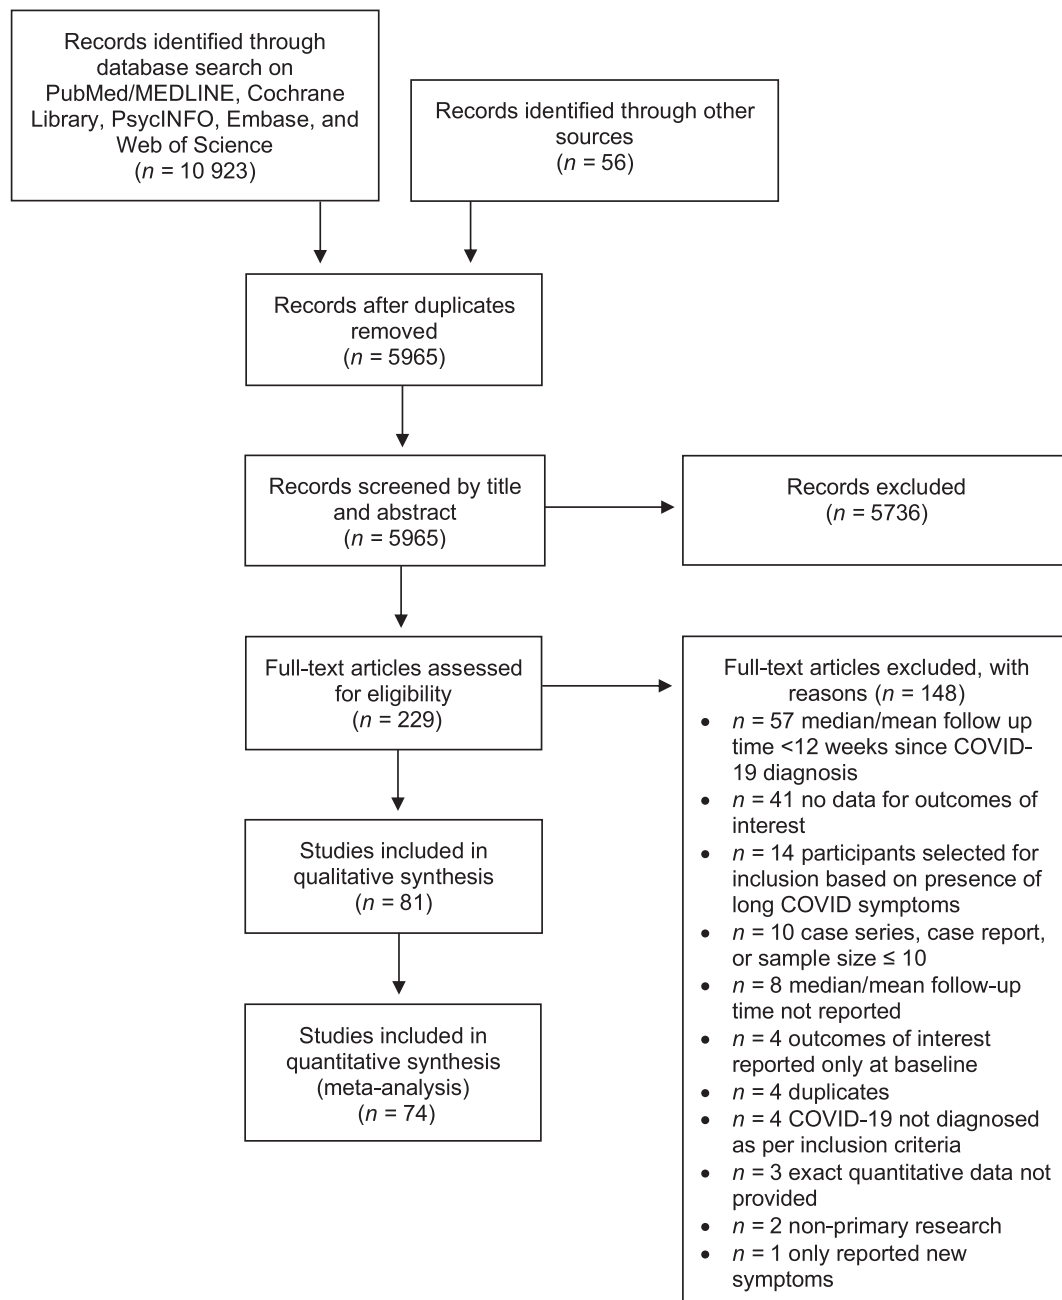 Records identified through
database search on
PubMed/MEDLINE, Cochrane
Library, PsycINFO, Embase, and
Web of Science
(n = 10 923)
Records identified through other
sources
(n = 56)
Records after duplicates
removed
(n = 5965)
Records screened by title
and abstract
(n = 5965)
Records excluded
(n = 5736)
Full-text articles assessed
for eligibility
(n = 229)
Full-text articles excluded, with
reasons (n = 148)
• n = 57 median/mean follow up
time <12 weeks since COVID-
19 diagnosis
• n = 41 no data for outcomes of
interest
• n = 14 participants selected for
inclusion based on presence of
long COVID symptoms
• n = 10 case series, case report,
or sample size ≤ 10
• n = 8 median/mean follow-up
time not reported
• n = 4 outcomes of interest
reported only at baseline
• n = 4 duplicates
• n = 4 COVID-19 not diagnosed
as per inclusion criteria
• n = 3 exact quantitative data not
provided
• n = 2 non-primary research
• n = 1 only reported new
symptoms
Studies included in
qualitative synthesis
(n = 81)
Studies included in
quantitative synthesis
(meta-analysis)
(n = 74)